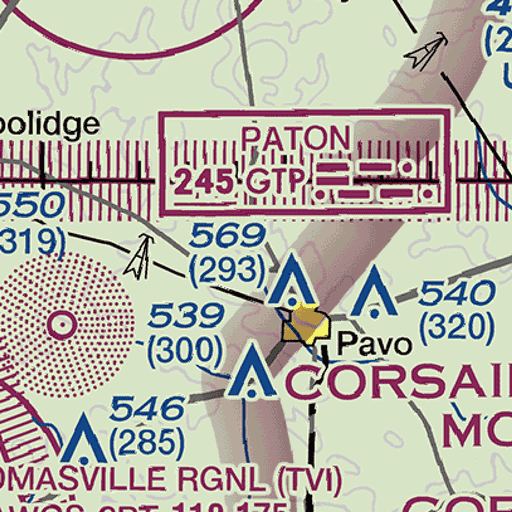 PATON
245 GTP
569
(293)
539
(300)
540
(320)
Pavo
CORSAI
546
(285)
550
319)
oolidge
MO
OMASVILLE RGNL (TVI)